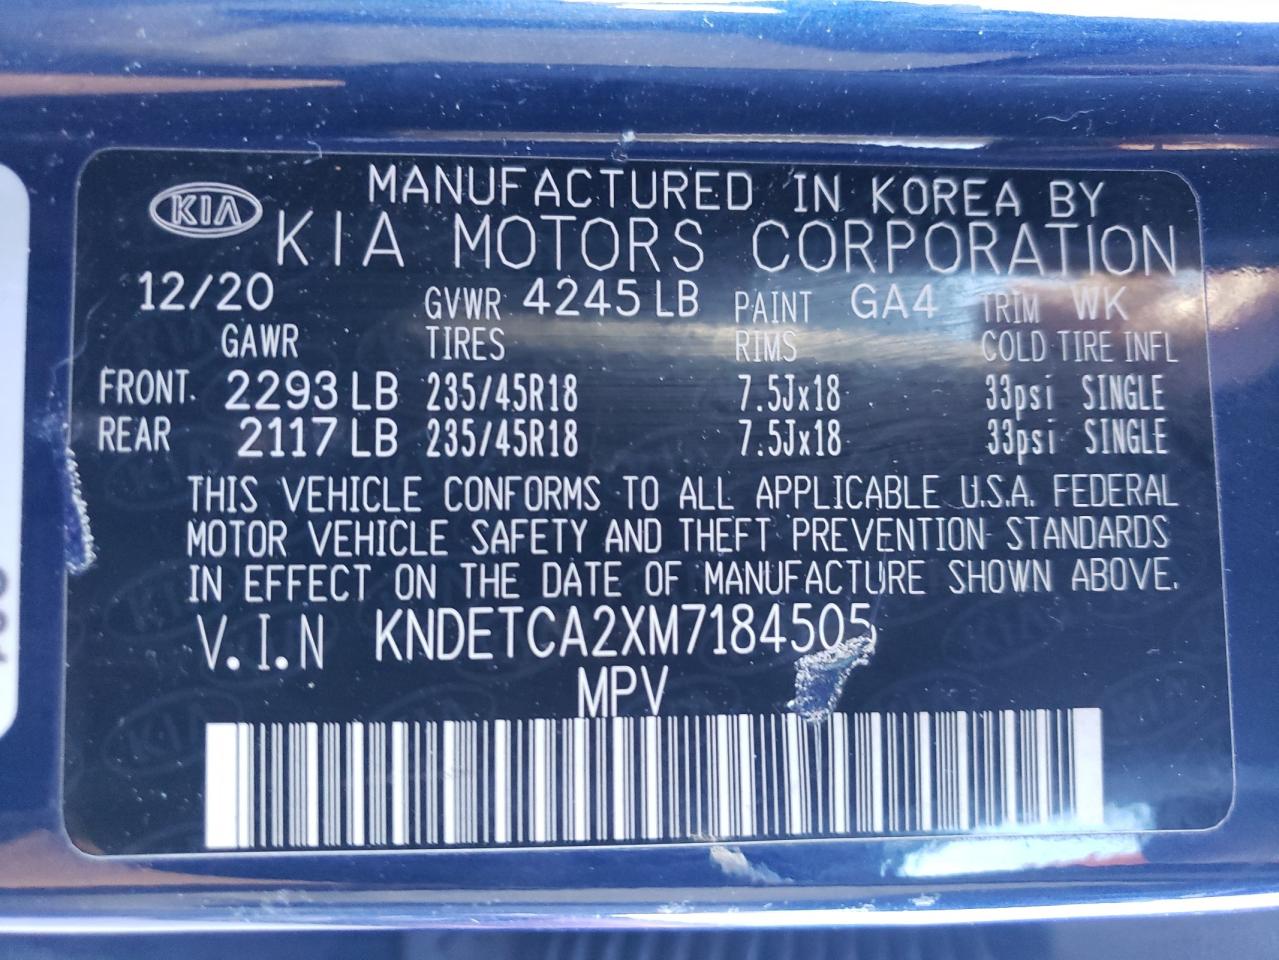 MANUFACTURED IN KOREA BY
KIA
KIA MOTORS CORPORATION
12/20 GVWR 4245 LB PAINT GA4 TRIM WK
GAWR TIRES RIMS COLD TIRE INFL
FRONT. 2293 LB 235/45R18 7.5Jx18 33psi SINGLE
REAR 2117 LB 235/45R18 7.5Jx18 33psi SINGLE
THIS VEHICLE CONFORMS TO ALL APPLICABLE U.S.A. FEDERAL
MOTOR VEHICLE SAFETY AND THEFT PREVENTION STANDARDS
IN EFFECT ON THE DATE OF MANUFACTURE SHOWN ABOVE.
V.I.N KNDETCA2XM7184505
MPV